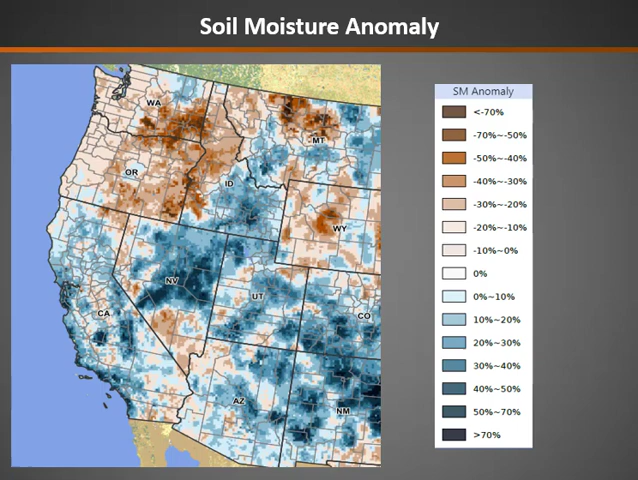 Soil Moisture Anomaly
WA
MT
OR
ID
WY
NV
UT
CO
CA
AZ
NM
SM Anomaly
<-70%
-70%~-50%
-50%~-40%
-40%~-30%
-30%~-20%
-20%~-10%
-10%~0%
0%
0%~10%
10%~20%
20%~30%
30%~40%
40%~50%
50%~70%
>70%